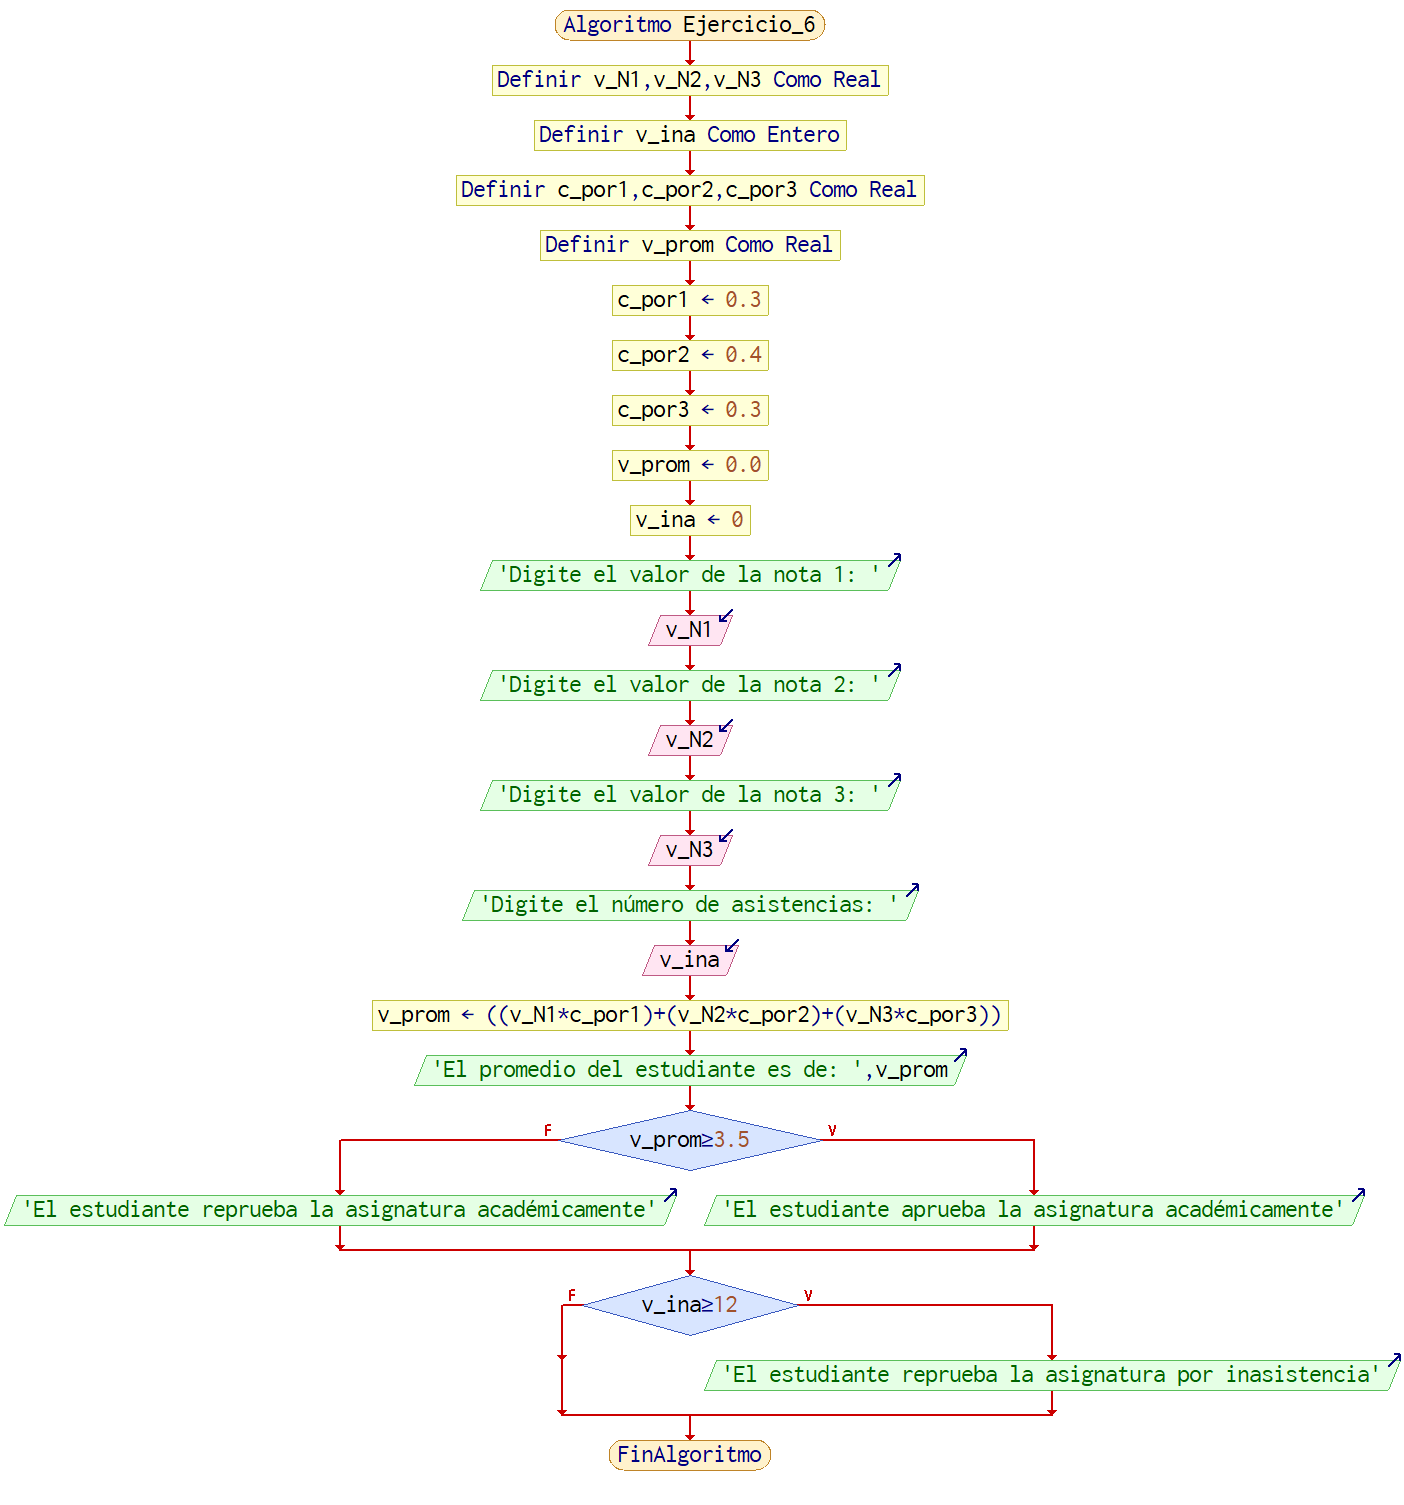 Algoritmo Ejercicio_6
Definir v_N1,v_N2,v_N3 Como Real
Definir v_ina Como Entero
Definir c_por1,c_por2,c_por3 Como Real
Definir v_prom Como Real
c_por1 ← 0.3
c_por2 ← 0.4
c_por3 ← 0.3
v_prom ← 0.0
v_ina ← 0
'Digite el valor de la nota 1: '
v_N1
'Digite el valor de la nota 2: '
v_N2
'Digite el valor de la nota 3: '
v_N3
'Digite el número de asistencias: '
v_ina
v_prom ← ((v_N1*c_por1)+(v_N2*c_por2)+(v_N3*c_por3))
'El promedio del estudiante es de: ',v_prom
F
v_prom≥3.5
V
'El estudiante reprueba la asignatura académicamente'
'El estudiante aprueba la asignatura académicamente'
F
v_ina≥12
V
'El estudiante reprueba la asignatura por inasistencia'
FinAlgoritmo